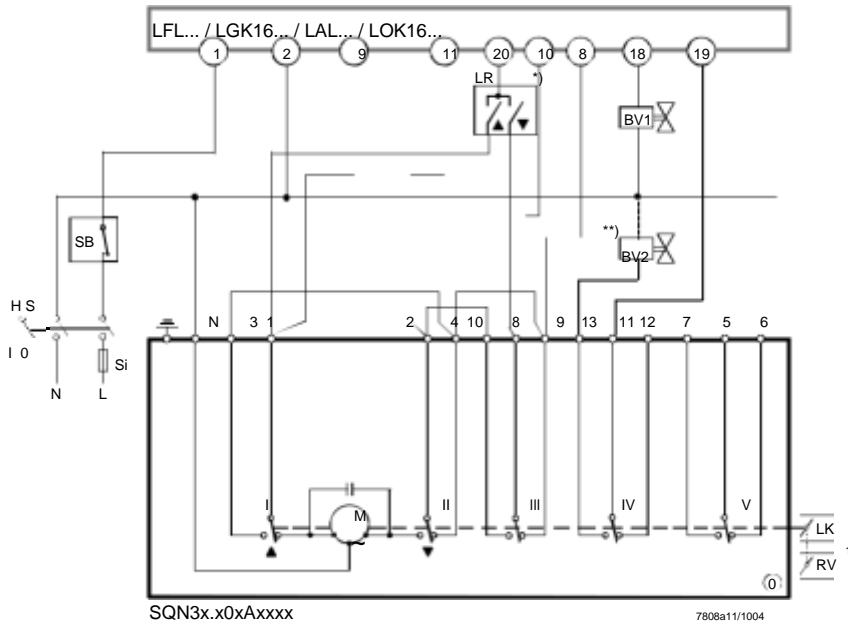 LFL... / LGK16... / LAL... / LOK16...
1 2 9 11 20 10 8 18 19
LR *)
BV1
**)
BV2
SB
H S
I 0
Si
N L
N 3 1 2 4 10 8 9 13 11 12 7 5 6
I M II III IV V
~
LK
RV
0
SQN3x.x0xAxxxx
7808a11/1004